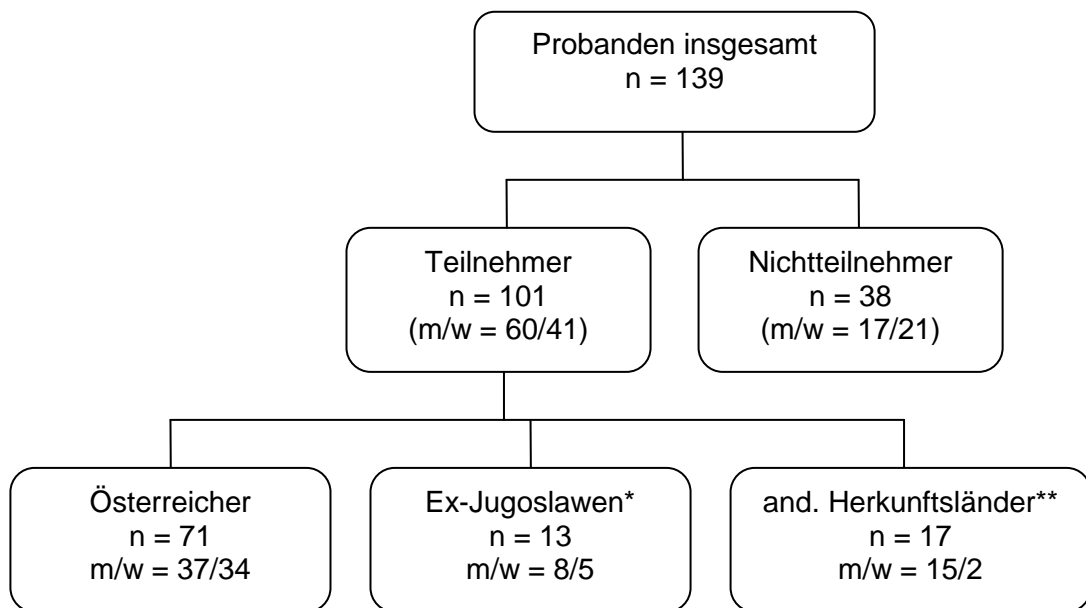 Probanden insgesamt
n = 139
Teilnehmer
n = 101
(m/w = 60/41)
Nichtteilnehmer
n = 38
(m/w = 17/21)
Österreicher
n = 71
m/w = 37/34
Ex-Jugoslawen*
n = 13
m/w = 8/5
and. Herkunftsländer**
n = 17
m/w = 15/2